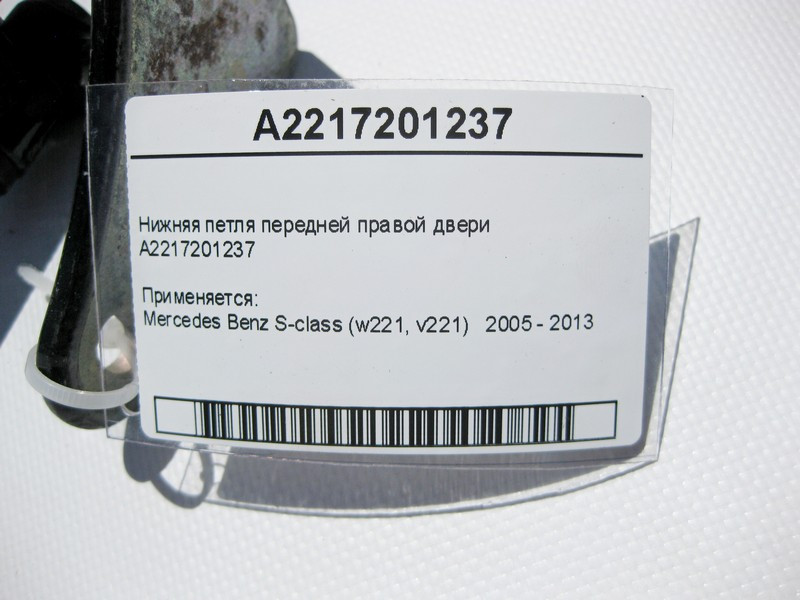 A2217201237
Нижняя петля передней правой двери
A2217201237
Применяется:
Mercedes Benz S-class (w221, v221) 2005 - 2013